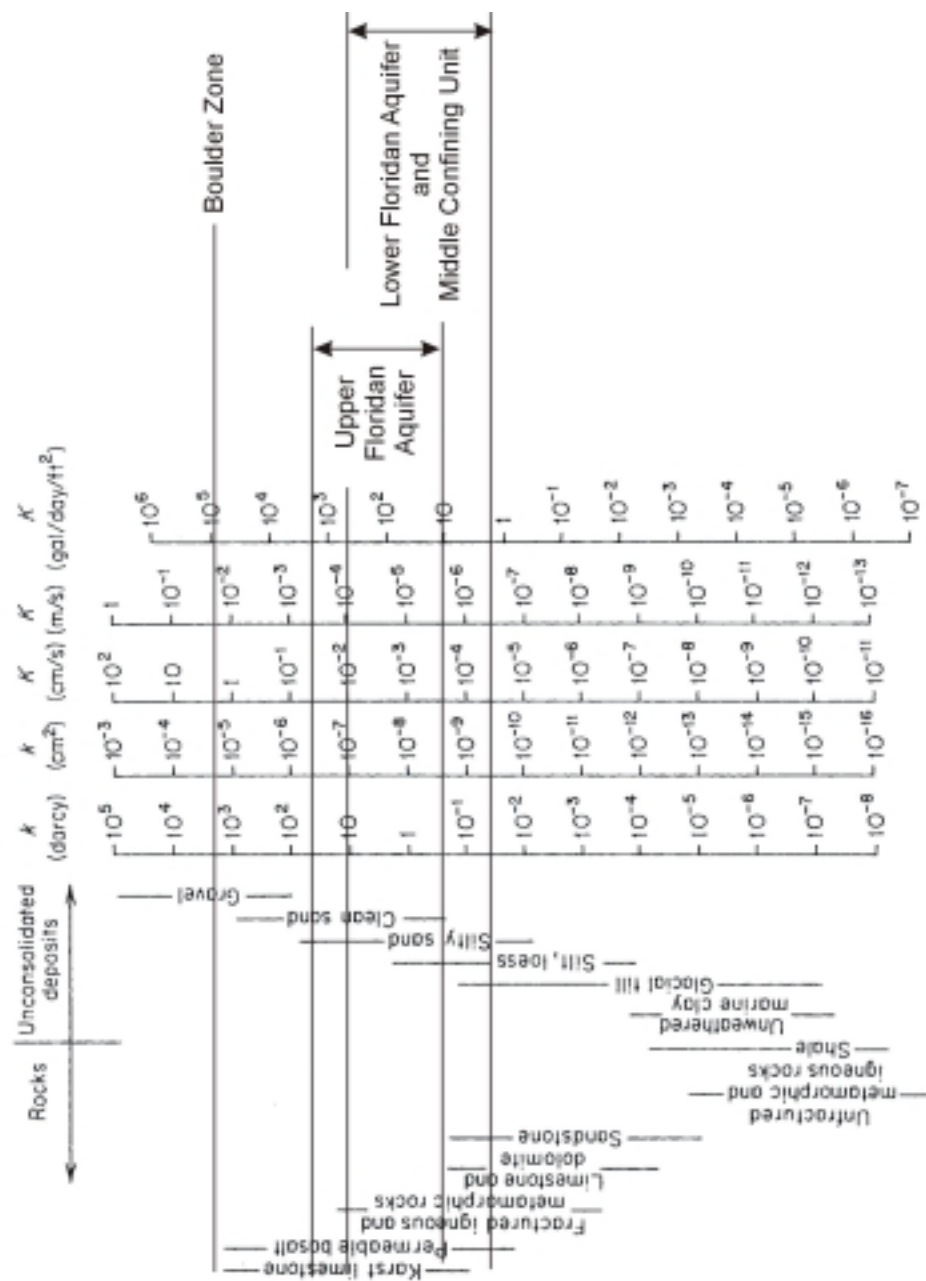 Rocks
Unconsolidated
deposits
k
(darcy)
k
(cm²)
K
(cm/s)
K
(m/s)
K
(gal/day/ft²)
Karst limestone
Permeable basalt
Fractured igneous and
metamorphic rocks
Limestone and
dolomite
Sandstone
Unfractured
metamorphic and
igneous rocks
Shale
Unweathered
marine clay
Glacial till
Silt, loess
Silty sand
Clean sand
Gravel
10⁵
10⁴
10³
10²
10
1
10⁻¹
10⁻²
10⁻³
10⁻⁴
10⁻⁵
10⁻⁶
10⁻⁷
10⁻⁸
10⁻³
10⁻⁴
10⁻⁵
10⁻⁶
10⁻⁷
10⁻⁸
10⁻⁹
10⁻¹⁰
10⁻¹¹
10⁻¹²
10⁻¹³
10⁻¹⁴
10⁻¹⁵
10⁻¹⁶
10²
10
1
10⁻¹
10⁻²
10⁻³
10⁻⁴
10⁻⁵
10⁻⁶
10⁻⁷
10⁻⁸
10⁻⁹
10⁻¹⁰
10⁻¹¹
1
10⁻¹
10⁻²
10⁻³
10⁻⁴
10⁻⁵
10⁻⁶
10⁻⁷
10⁻⁸
10⁻⁹
10⁻¹⁰
10⁻¹¹
10⁻¹²
10⁻¹³
10⁶
10⁵
10⁴
10³
10²
10
1
10⁻¹
10⁻²
10⁻³
10⁻⁴
10⁻⁵
10⁻⁶
10⁻⁷
Upper
Floridan
Aquifer
Boulder Zone
Lower Floridan Aquifer
and
Middle Confining Unit